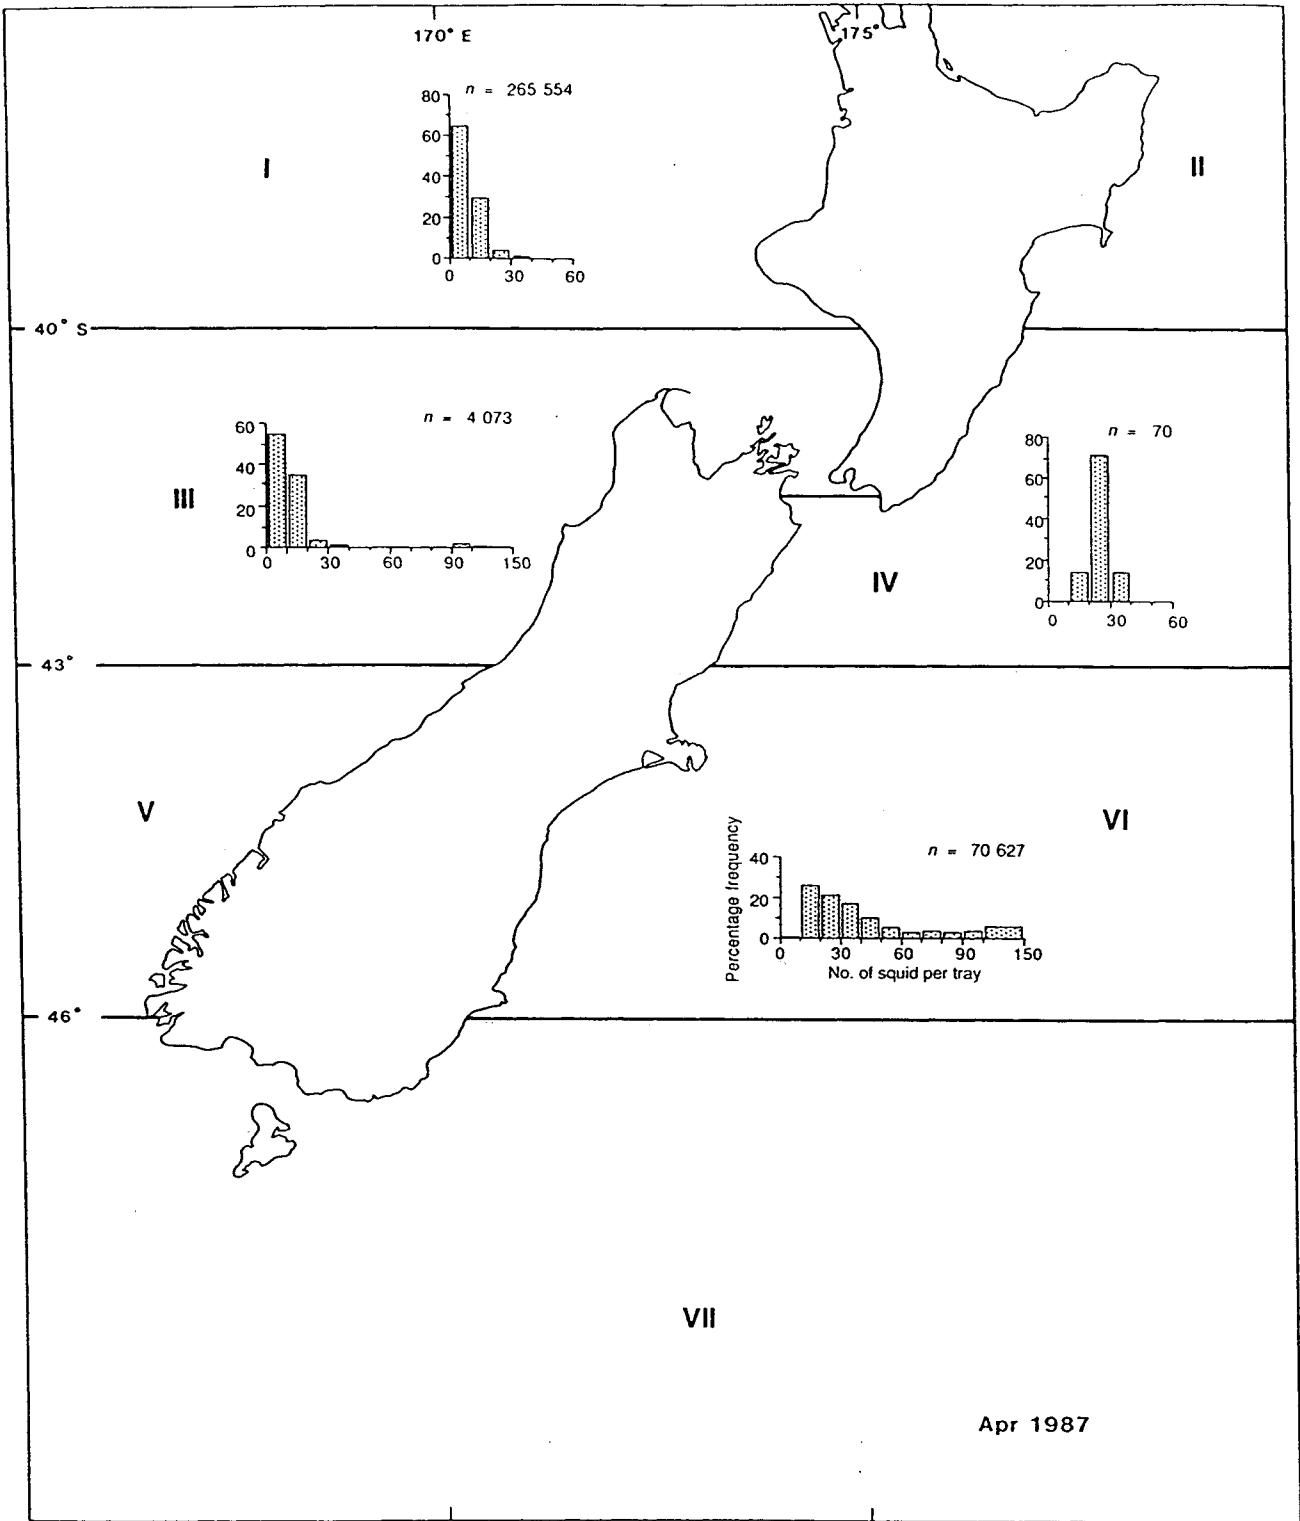 170° E
175°
n = 265 554
80
60
40
20
0
0 30 60
I
II
40° S
n = 4 073
60
40
20
0
0 30 60 90 150
III
n = 70
80
60
40
20
0
0 30 60
IV
43°
V
VI
n = 70 627
Percentage frequency
40
20
0
0 30 60 90 150
No. of squid per tray
46°
VII
Apr 1987